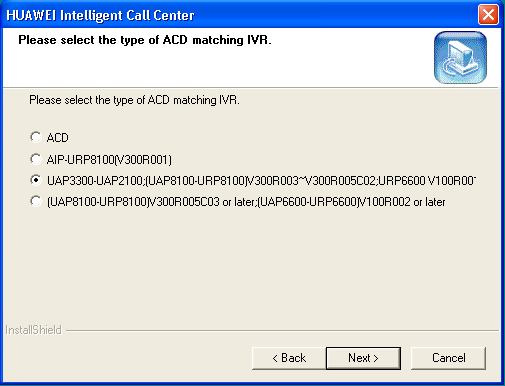 HUAWEI Intelligent Call Center
Please select the type of ACD matching IVR.
Please select the type of ACD matching IVR.
ACD
AIP-URP8100(V300R001)
UAP3300-UAP2100;(UAP8100-URP8100)V300R003~V300R005C02;URP6600 V100R00
(UAP8100-URP8100)V300R005C03 or later;(UAP6600-URP6600)V100R002 or later
InstallShield
< Back Next > Cancel